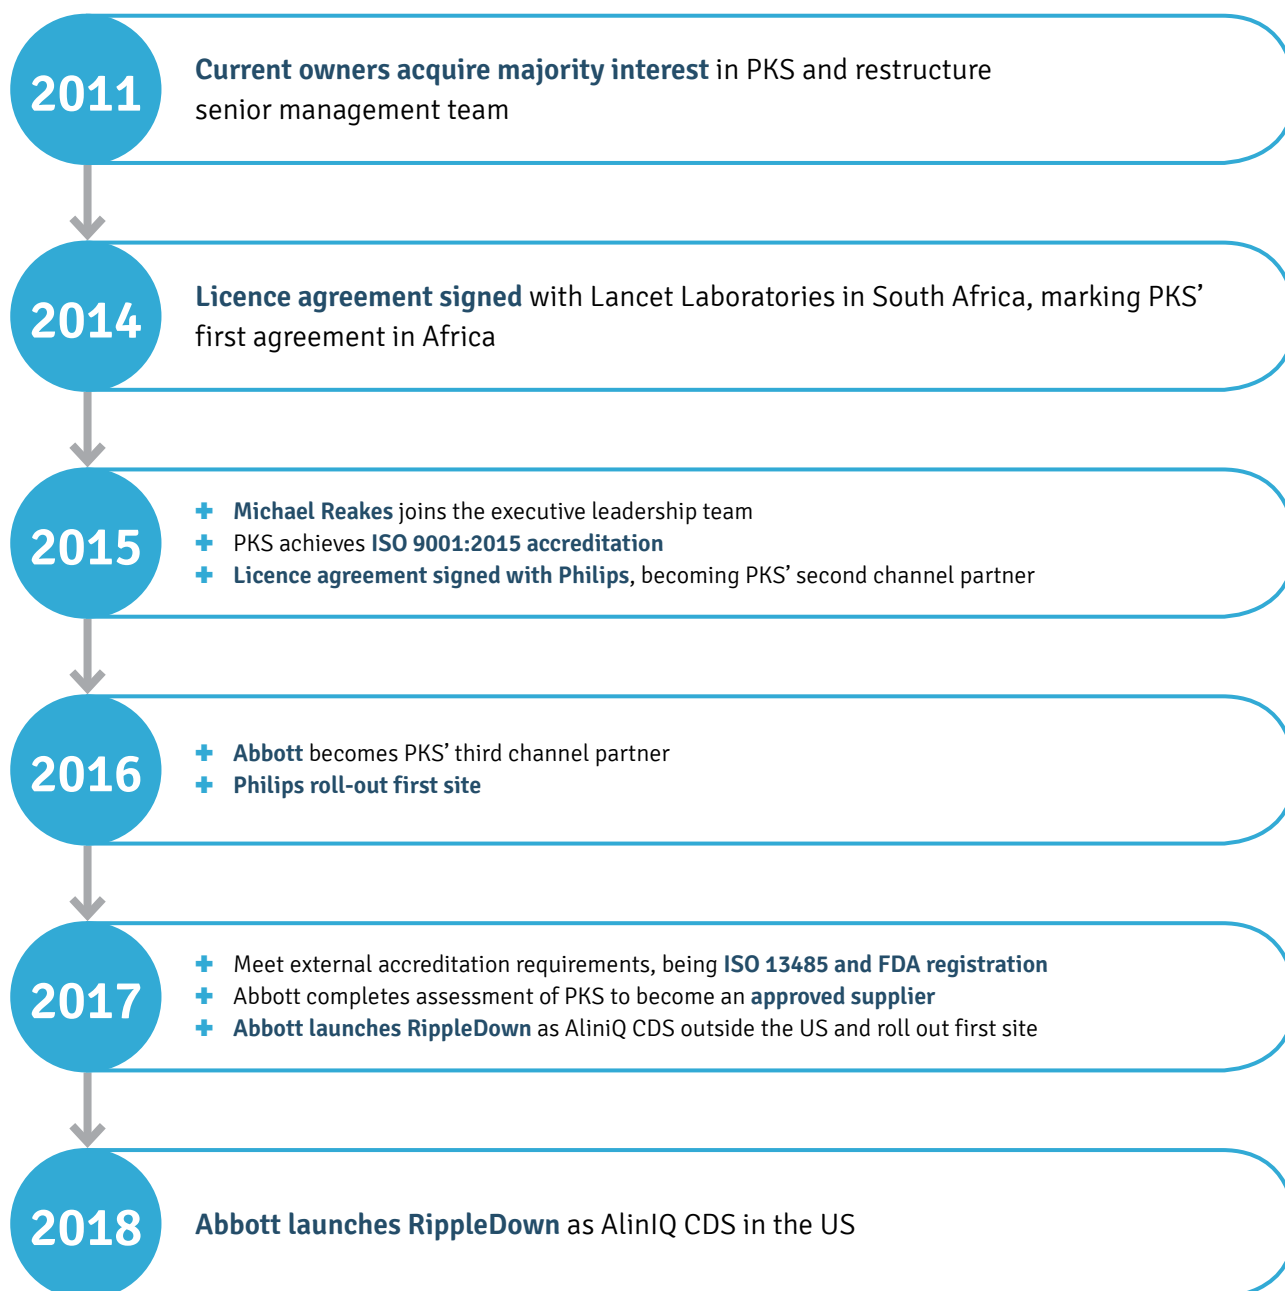 2011
Current owners acquire majority interest in PKS and restructure
senior management team
2014
Licence agreement signed with Lancet Laboratories in South Africa, marking PKS’
first agreement in Africa
2015
Michael Reakes joins the executive leadership team
PKS achieves ISO 9001:2015 accreditation
Licence agreement signed with Philips, becoming PKS’ second channel partner
2016
Abbott becomes PKS’ third channel partner
Philips roll-out first site
2017
Meet external accreditation requirements, being ISO 13485 and FDA registration
Abbott completes assessment of PKS to become an approved supplier
Abbott launches RippleDown as AliniQ CDS outside the US and roll out first site
2018
Abbott launches RippleDown as AlinIQ CDS in the US